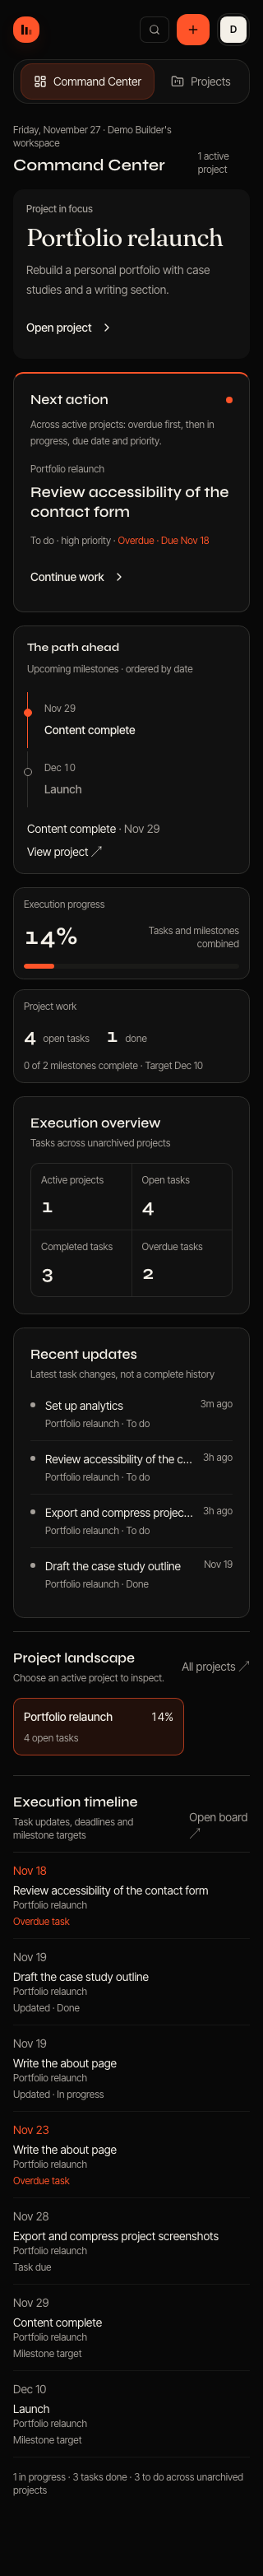 D
Command Center
Projects
Friday, November 27 · Demo Builder's
workspace
Command Center
1 active
project
Project in focus
Portfolio relaunch
Rebuild a personal portfolio with case
studies and a writing section.
Open project
Next action
Across active projects: overdue first, then in
progress, due date and priority.
Portfolio relaunch
Review accessibility of the
contact form
To do · high priority · Overdue · Due Nov 18
Continue work
The path ahead
Upcoming milestones · ordered by date
Nov 29
Content complete
Dec 10
Launch
Content complete · Nov 29
View project ↗
Execution progress
14%
Tasks and milestones
combined
Project work
4 open tasks 1 done
0 of 2 milestones complete · Target Dec 10
Execution overview
Tasks across unarchived projects
Active projects
1
Open tasks
4
Completed tasks
3
Overdue tasks
2
Recent updates
Latest task changes, not a complete history
Set up analytics 3m ago
Portfolio relaunch · To do
Review accessibility of the c... 3h ago
Portfolio relaunch · To do
Export and compress projec... 3h ago
Portfolio relaunch · To do
Draft the case study outline Nov 19
Portfolio relaunch · Done
Project landscape
Choose an active project to inspect.
All projects ↗
Portfolio relaunch 14%
4 open tasks
Execution timeline
Task updates, deadlines and
milestone targets
Open board
↗
Nov 18
Review accessibility of the contact form
Portfolio relaunch
Overdue task
Nov 19
Draft the case study outline
Portfolio relaunch
Updated · Done
Nov 19
Write the about page
Portfolio relaunch
Updated · In progress
Nov 23
Write the about page
Portfolio relaunch
Overdue task
Nov 28
Export and compress project screenshots
Portfolio relaunch
Task due
Nov 29
Content complete
Portfolio relaunch
Milestone target
Dec 10
Launch
Portfolio relaunch
Milestone target
1 in progress · 3 tasks done · 3 to do across unarchived
projects